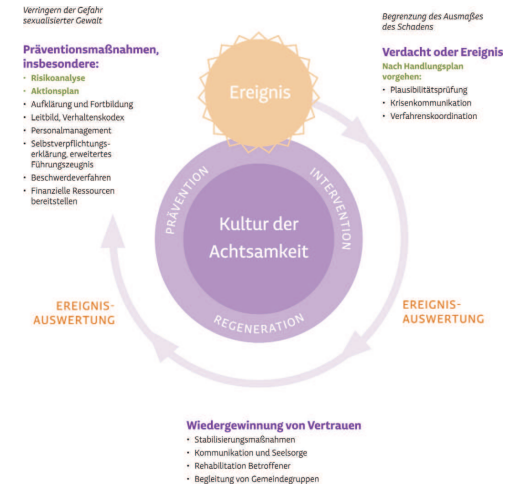 Verringern der Gefahr
sexualisierter Gewalt
Präventionsmaßnahmen,
insbesondere:
• Risikoanalyse
• Aktionsplan
• Aufklärung und Fortbildung
• Leitbild, Verhaltenskodex
• Personalmanagement
• Selbstverpflichtungs-
erklärung, erweitertes
Führungszeugnis
• Beschwerdeverfahren
• Finanzielle Ressourcen
bereitstellen
Ereignis
Begrenzung des Ausmaßes
des Schadens
Verdacht oder Ereignis
Nach Handlungsplan
vorgehen:
• Plausibilitätsprüfung
• Krisenkommunikation
• Verfahrenskoordination
PRÄVENTION
INTERVENTION
Kultur der
Achtsamkeit
REGENERATION
EREIGNIS-
AUSWERTUNG
EREIGNIS-
AUSWERTUNG
Wiedergewinnung von Vertrauen
• Stabilisierungsmaßnahmen
• Kommunikation und Seelsorge
• Rehabilitation Betroffener
• Begleitung von Gemeindegruppen